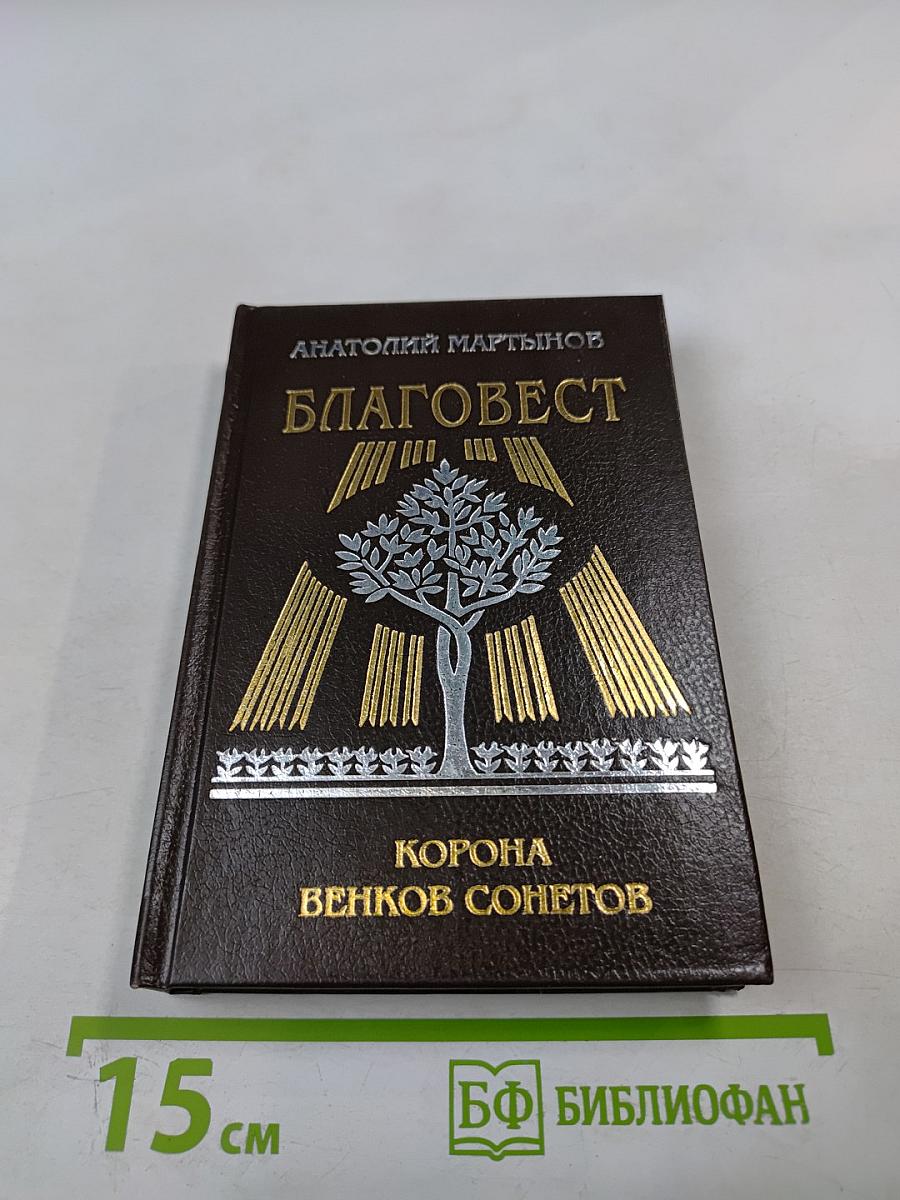 АНАТОЛИЙ МАРТЫНОВ
БЛАГОВЕСТ
КОРОНА
ВЕНКОВ СОНЕТОВ
15 см
БФ БИБЛИОФАН